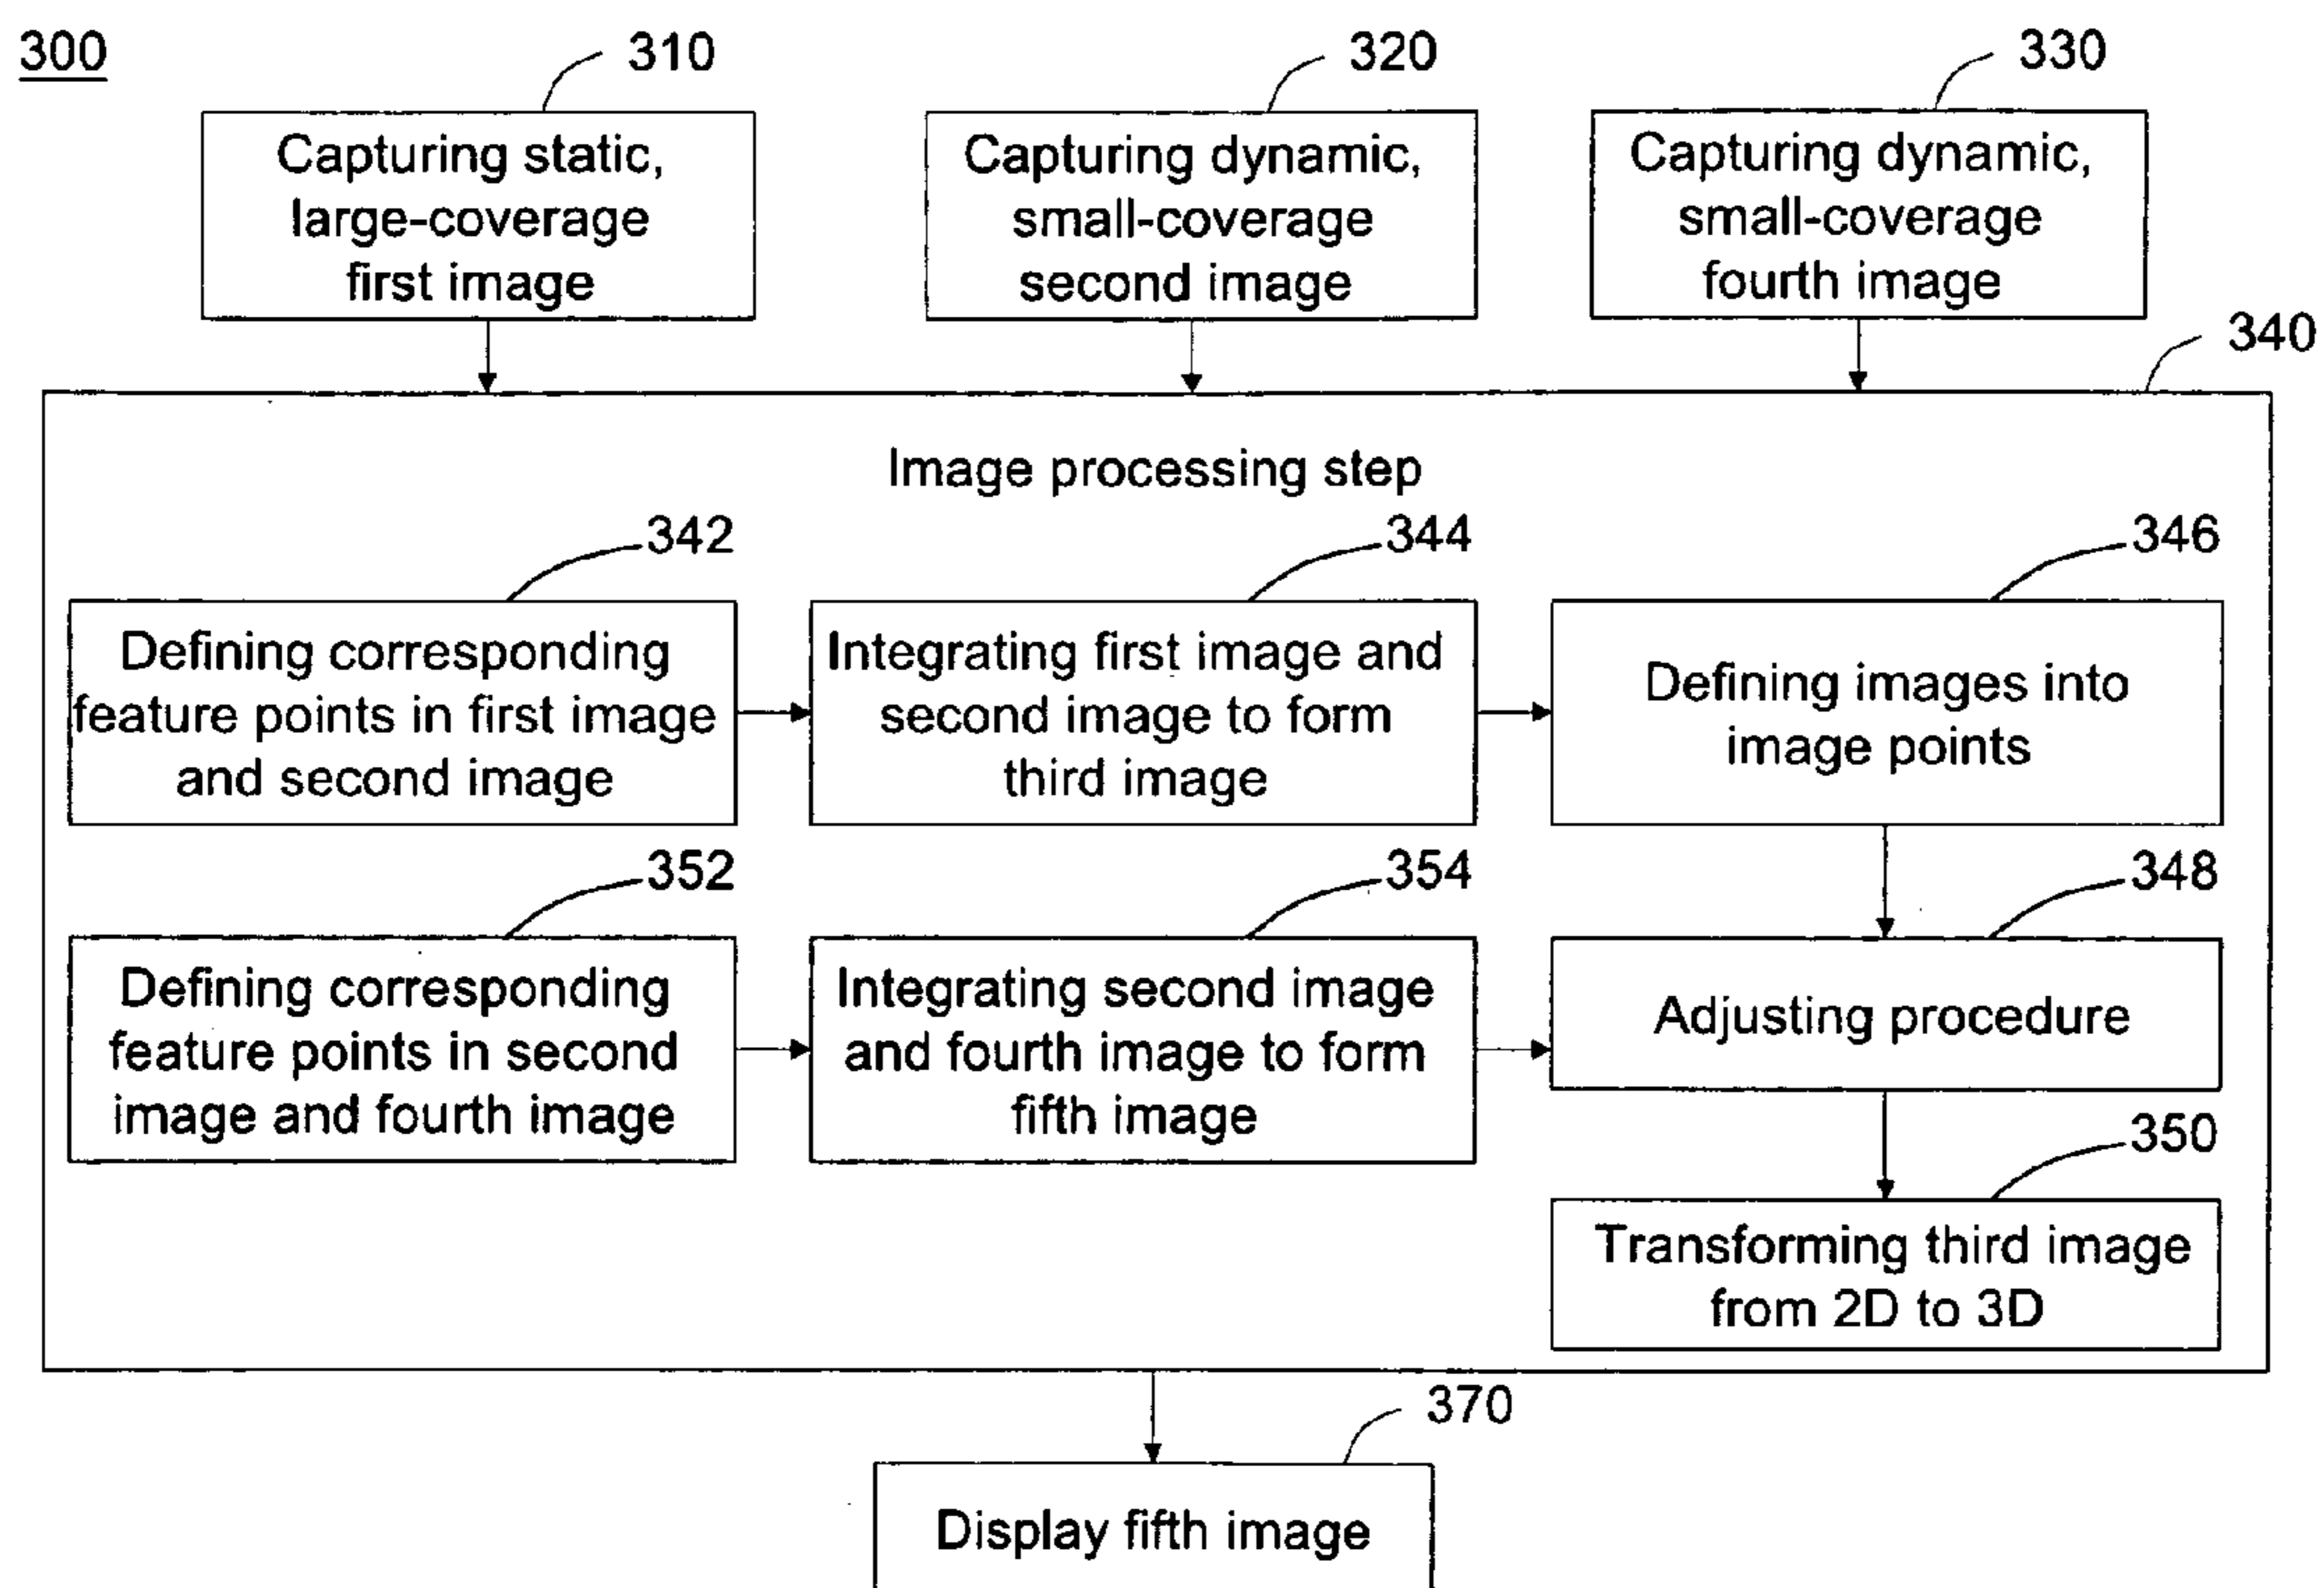 300
310
320
330
Capturing static,
large-coverage
first image
Capturing dynamic,
small-coverage
second image
Capturing dynamic,
small-coverage
fourth image
340
Image processing step
342
344
346
Defining corresponding
feature points in first image
and second image
Integrating first image and
second image to form
third image
Defining images into
image points
352
354
348
Defining corresponding
feature points in second
image and fourth image
Integrating second image
and fourth image to form
fifth image
Adjusting procedure
350
Transforming third image
from 2D to 3D
370
Display fifth image